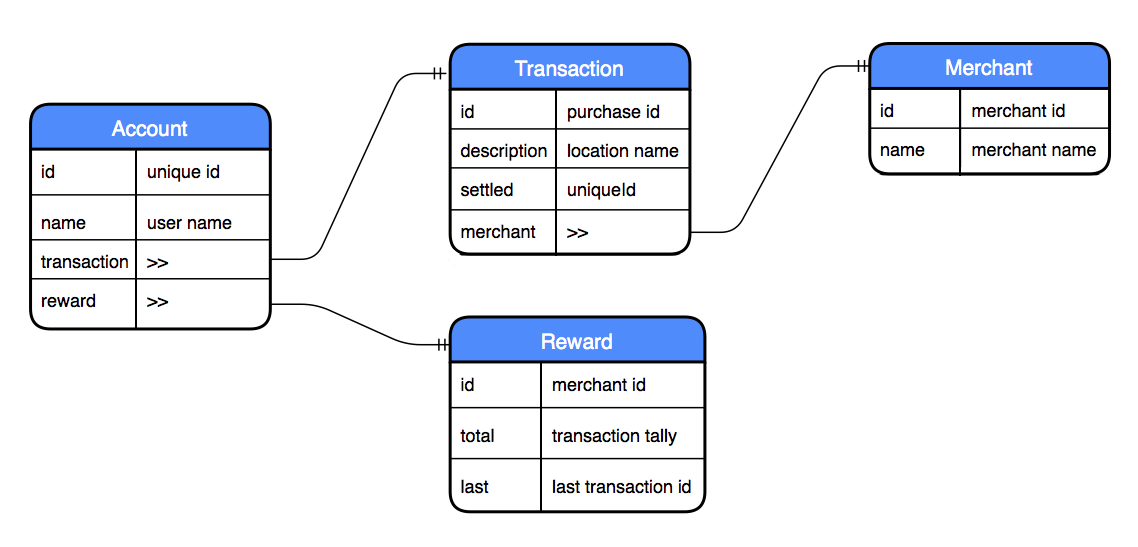 Account
id unique id
name user name
transaction >>
reward >>
Transaction
id purchase id
description location name
settled uniqueId
merchant >>
Merchant
id merchant id
name merchant name
Reward
id merchant id
total transaction tally
last last transaction id